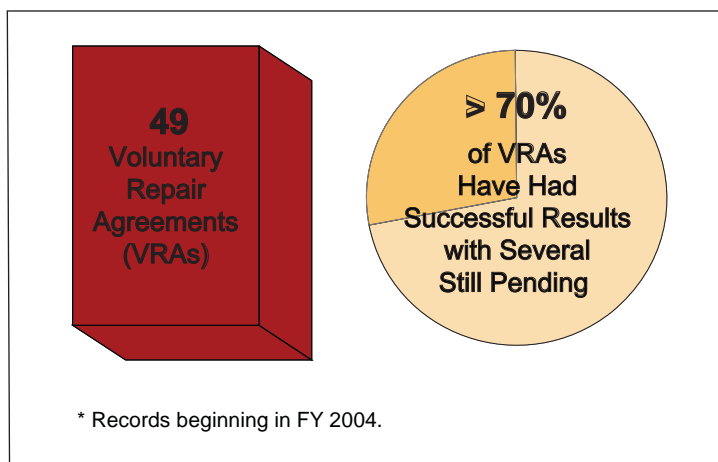 49
Voluntary
Repair
Agreements
(VRAs)
> 70%
of VRAs
Have Had
Successful Results
with Several
Still Pending
* Records beginning in FY 2004.